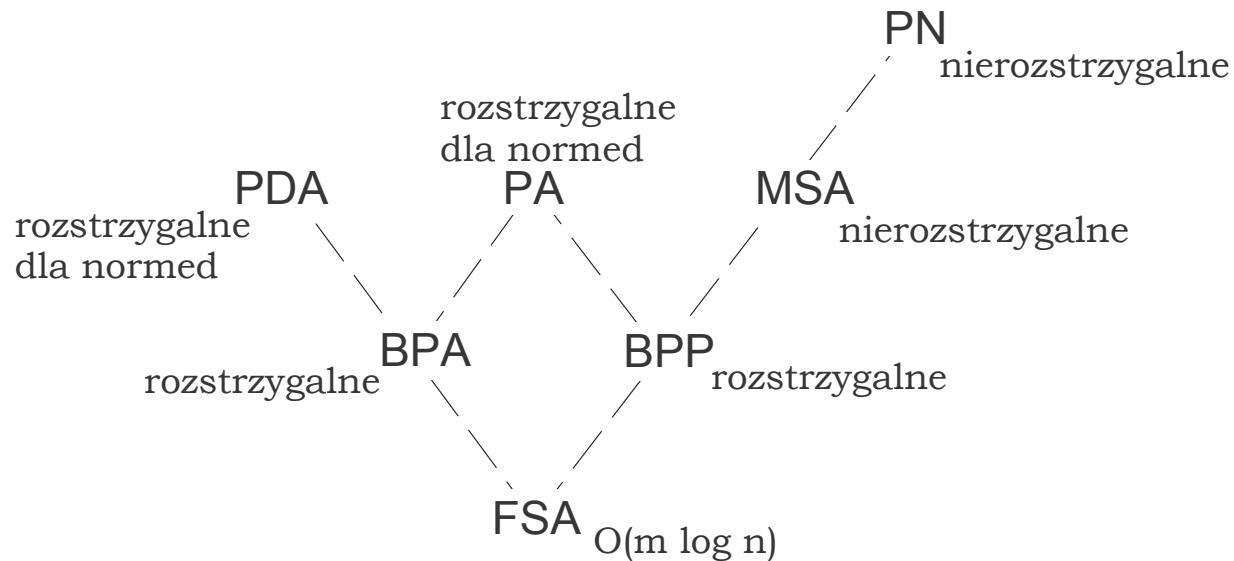 PN
nierozstrzygalne
rozstrzygalne
dla normed
PDA
PA
MSA
rozstrzygalne
dla normed
nierozstrzygalne
BPA
BPP
rozstrzygalne
rozstrzygalne
FSA
O(m log n)